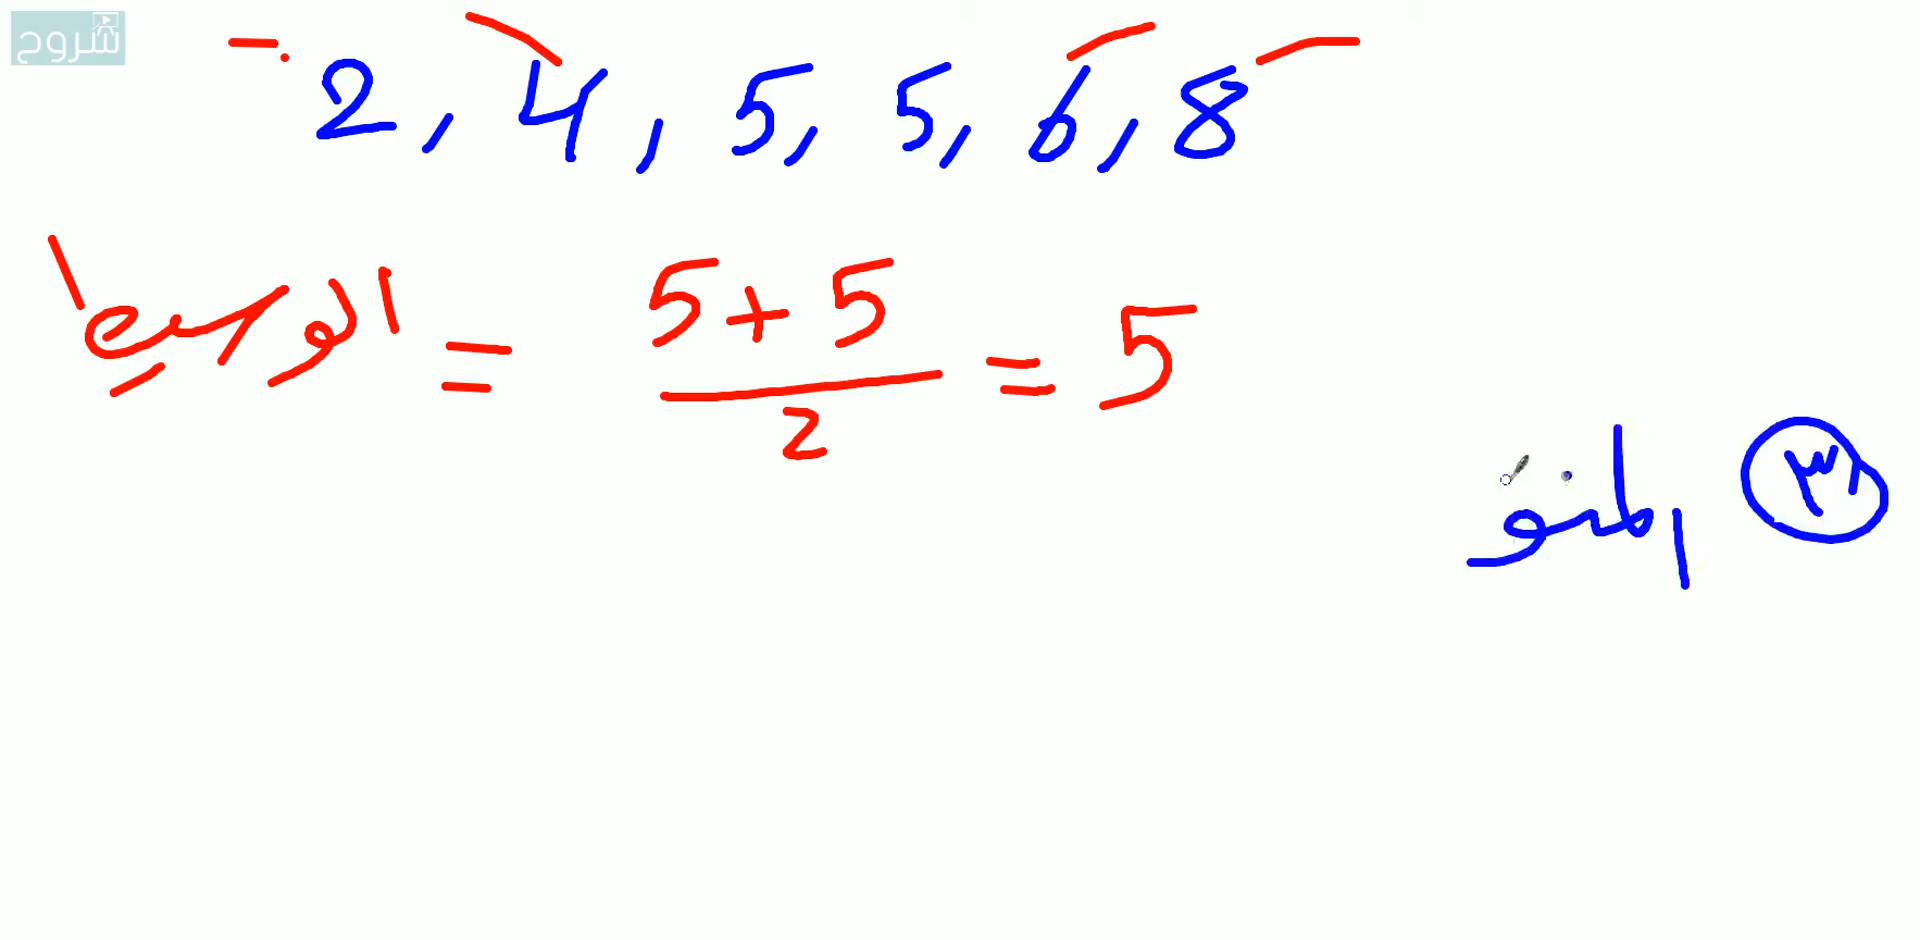 شروح
2, 4, 5, 5, 6, 8
الوسيط = (5 + 5) / 2 = 5
٣ المنو